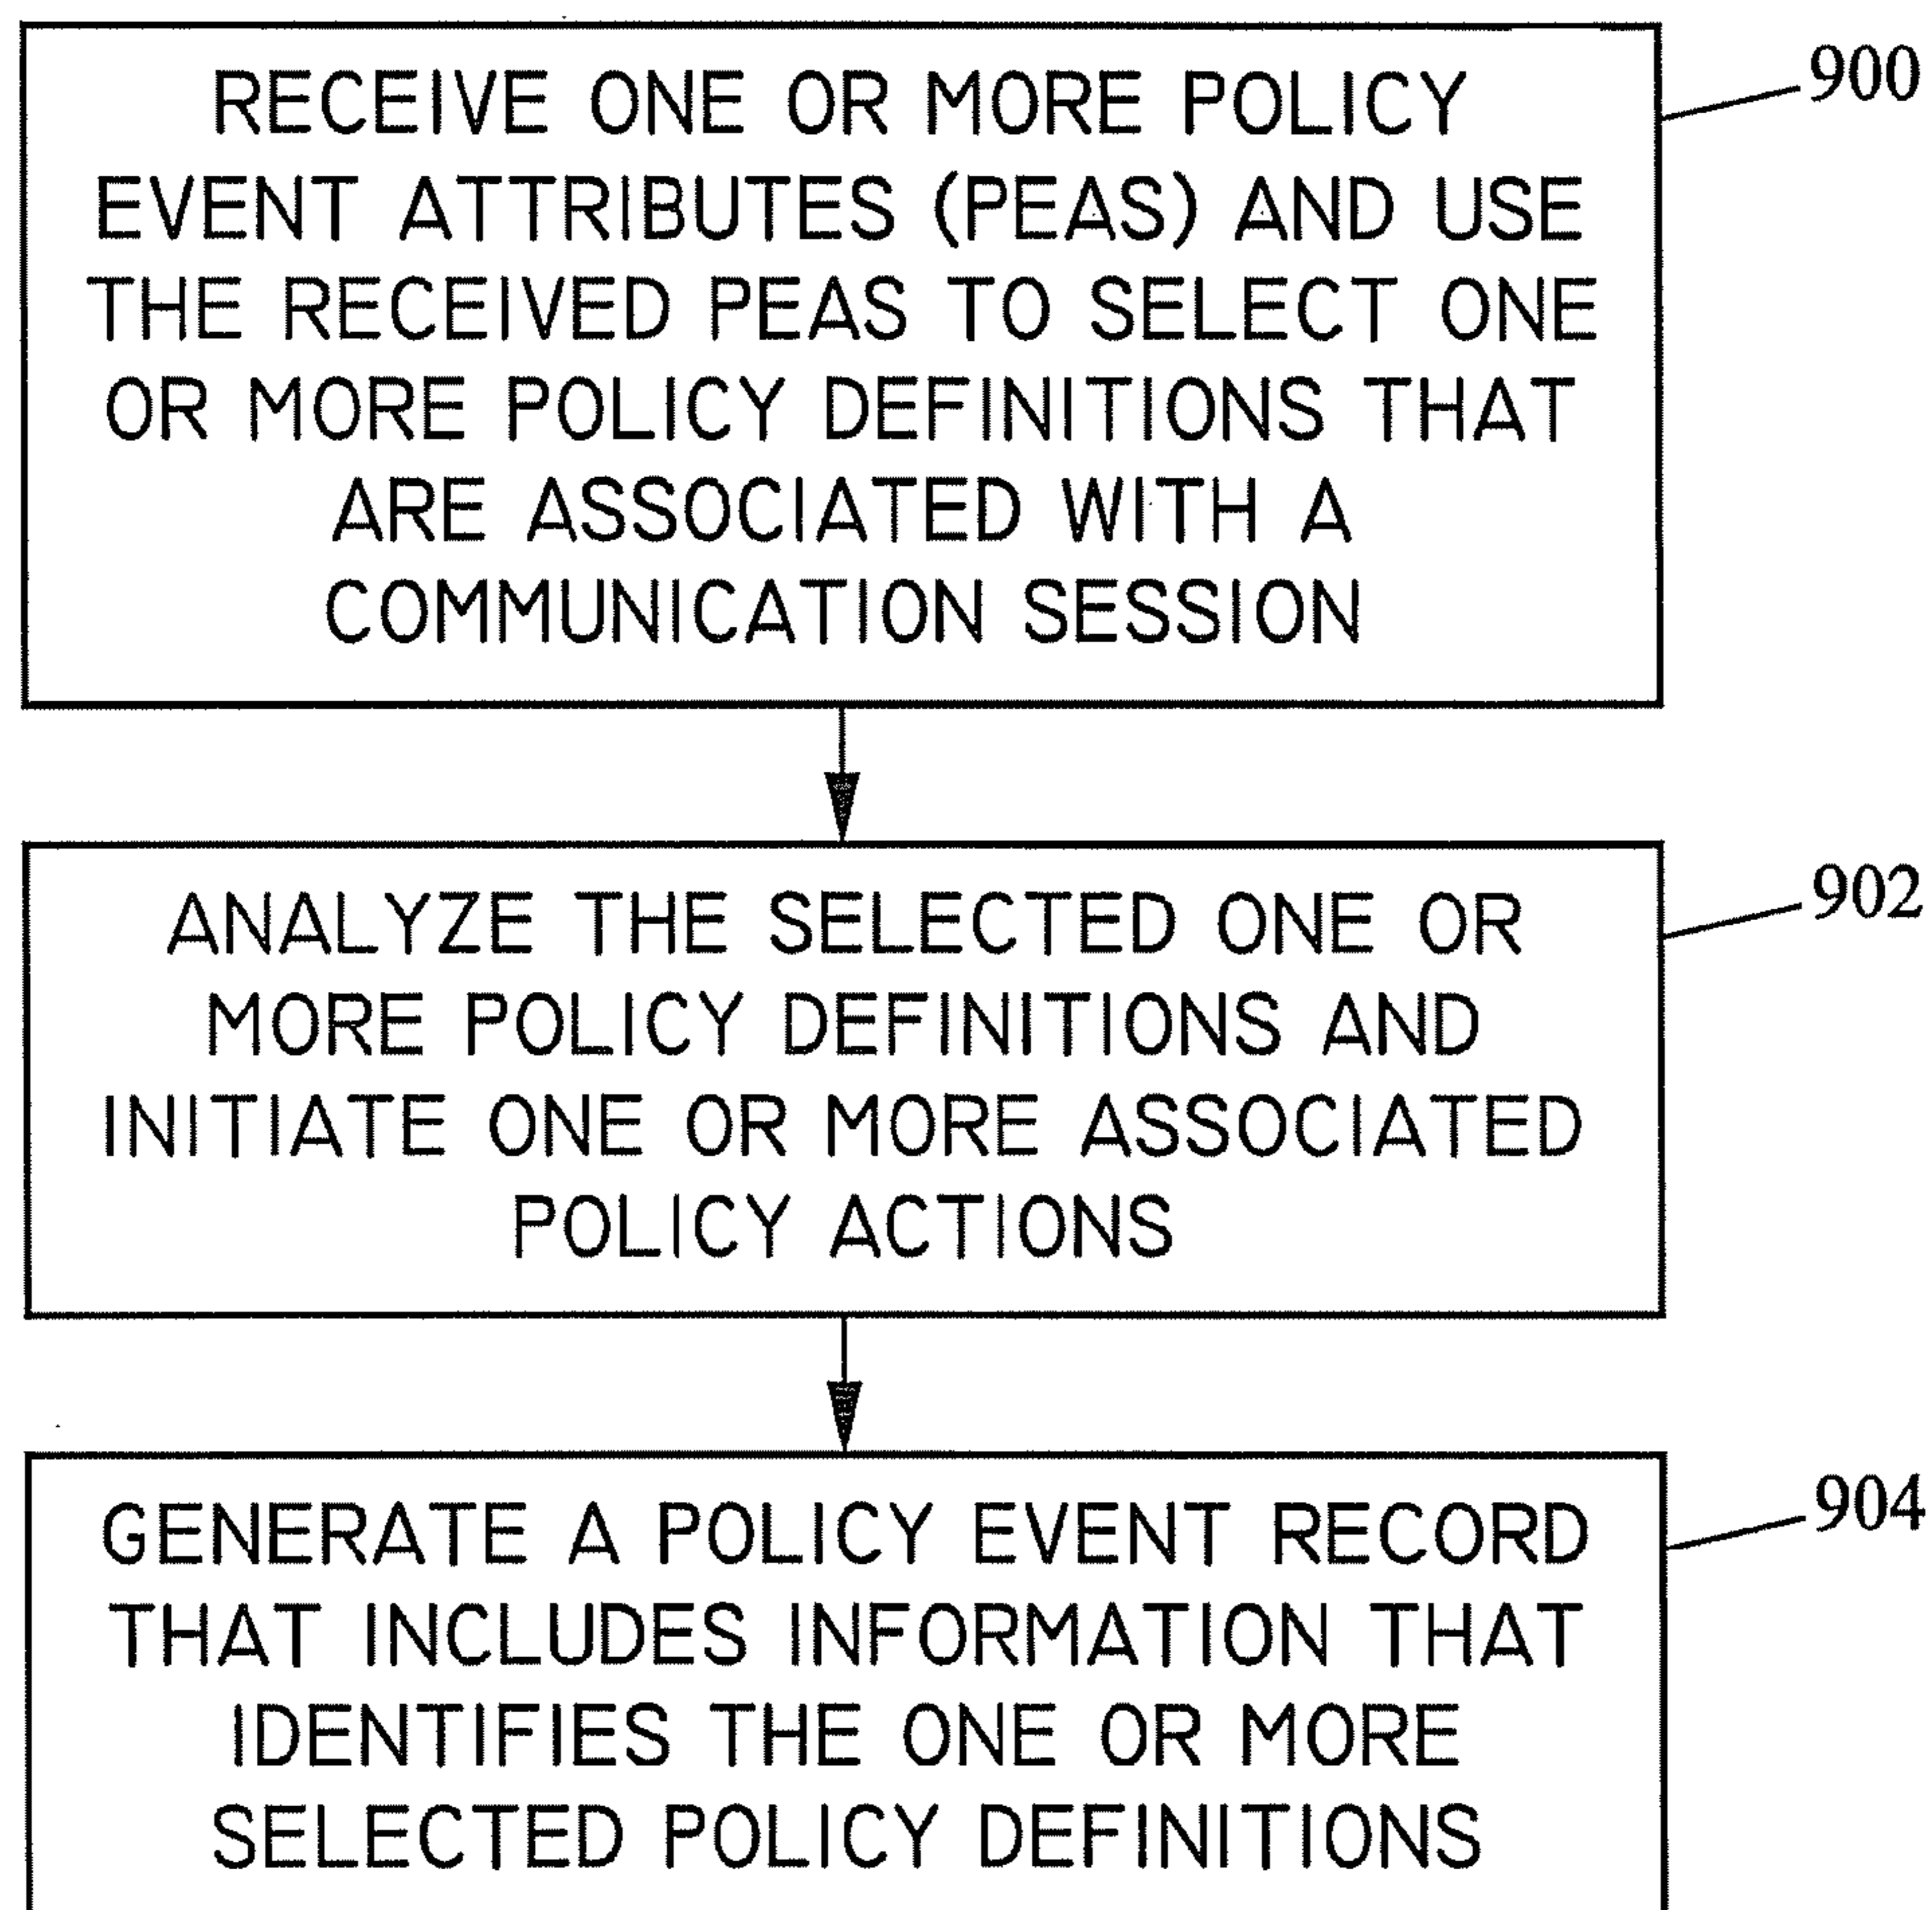 RECEIVE ONE OR MORE POLICY
EVENT ATTRIBUTES (PEAS) AND USE
THE RECEIVED PEAS TO SELECT ONE
OR MORE POLICY DEFINITIONS THAT
ARE ASSOCIATED WITH A
COMMUNICATION SESSION
900
ANALYZE THE SELECTED ONE OR
MORE POLICY DEFINITIONS AND
INITIATE ONE OR MORE ASSOCIATED
POLICY ACTIONS
902
GENERATE A POLICY EVENT RECORD
THAT INCLUDES INFORMATION THAT
IDENTIFIES THE ONE OR MORE
SELECTED POLICY DEFINITIONS
904